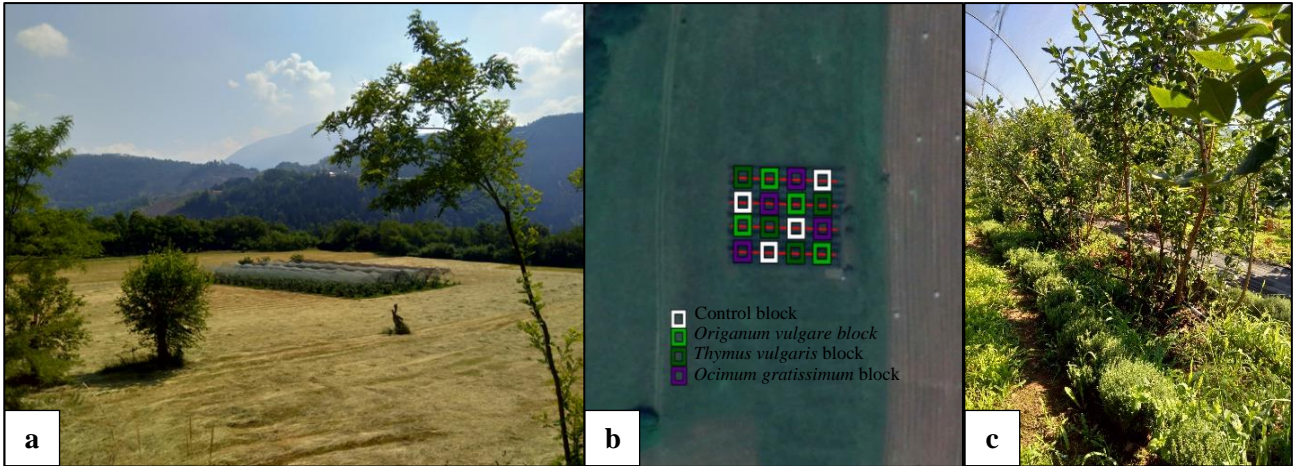 Control block
Origanum vulgare block
Thymus vulgaris block
Ocimum gratissimum block
a
b
c